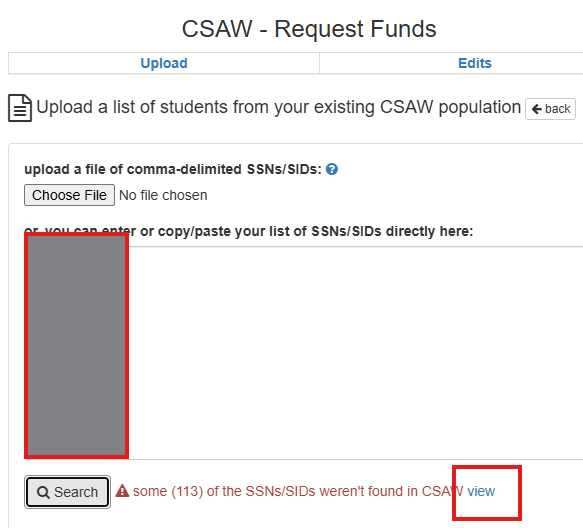 CSAW - Request Funds
Upload Edits
Upload a list of students from your existing CSAW population back
upload a file of comma-delimited SSNs/SIDs: ?
Choose File No file chosen
or, you can enter or copy/paste your list of SSNs/SIDs directly here:
Search some (113) of the SSNs/SIDs weren't found in CSAW view